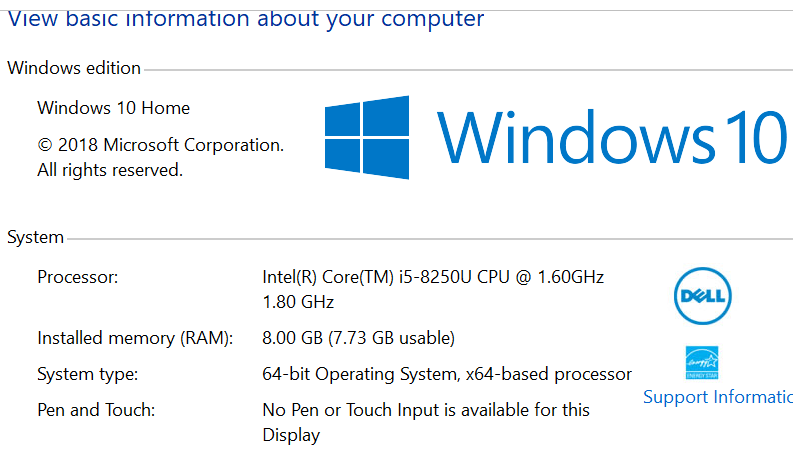 View basic information about your computer
Windows edition
Windows 10 Home
© 2018 Microsoft Corporation.
All rights reserved.
Windows 10
System
Processor:
Intel(R) Core(TM) i5-8250U CPU @ 1.60GHz
1.80 GHz
Installed memory (RAM):
8.00 GB (7.73 GB usable)
System type:
64-bit Operating System, x64-based processor
Pen and Touch:
No Pen or Touch Input is available for this
Display
DELL
energy
ENERGY STAR
Support Informatic